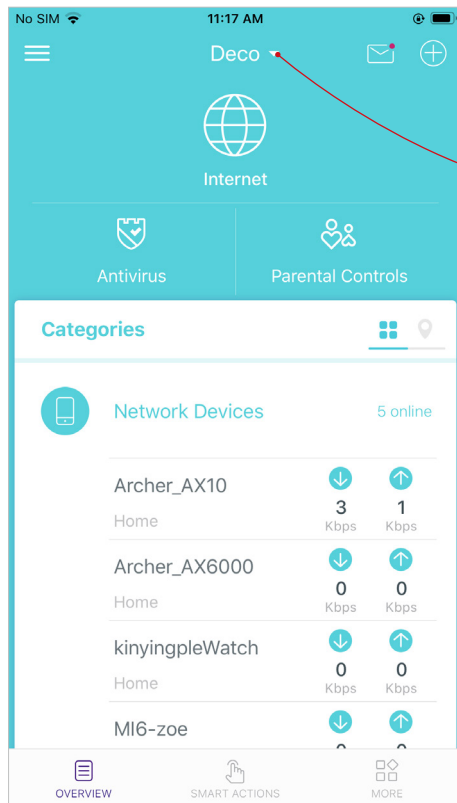 No SIM 11:17 AM
Deco
Internet
Antivirus Parental Controls
Categories
Network Devices 5 online
Archer_AX10
3 1
Home Kbps Kbps
Archer_AX6000
0 0
Home Kbps Kbps
kinyingpleWatch
0 0
Home Kbps Kbps
MI6-zoe
OVERVIEW SMART ACTIONS MORE